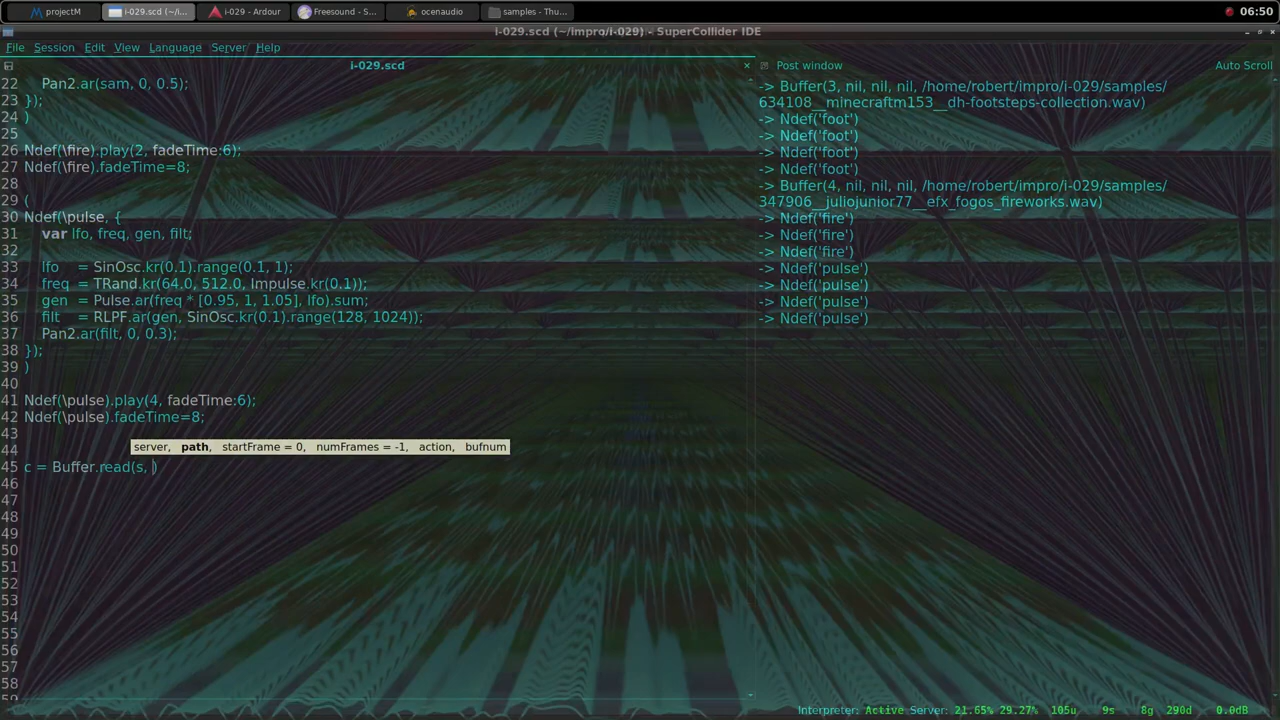 projectM
i-029.scd (~/i...
i-029 - Ardour
Freesound - S...
ocenaudio
samples - Thu...
06:50
i-029.scd (~/impro/i-029) - SuperCollider IDE
File Session Edit View Language Server Help
i-029.scd
22 Pan2.ar(sam, 0, 0.5);
23 });
24 )
25
26 Ndef(\fire).play(2, fadeTime:6);
27 Ndef(\fire).fadeTime=8;
28
29 (
30 Ndef(\pulse, {
31 var lfo, freq, gen, filt;
32
33 lfo = SinOsc.kr(0.1).range(0.1, 1);
34 freq = TRand.kr(64.0, 512.0, Impulse.kr(0.1));
35 gen = Pulse.ar(freq * [0.95, 1, 1.05], lfo).sum;
36 filt = RLPF.ar(gen, SinOsc.kr(0.1).range(128, 1024));
37 Pan2.ar(filt, 0, 0.3);
38 });
39 )
40
41 Ndef(\pulse).play(4, fadeTime:6);
42 Ndef(\pulse).fadeTime=8;
43
server, path, startFrame = 0, numFrames = -1, action, bufnum
44
45 c = Buffer.read(s, )
46
47
48
49
50
51
52
53
54
55
56
57
58
59
Post window
Auto Scroll
-> Buffer(3, nil, nil, nil, /home/robert/impro/i-029/samples/
634108__minecraftm153__dh-footsteps-collection.wav)
-> Ndef('foot')
-> Ndef('foot')
-> Ndef('foot')
-> Ndef('foot')
-> Buffer(4, nil, nil, nil, /home/robert/impro/i-029/samples/
347906__juliojunior77__efx_fogos_fireworks.wav)
-> Ndef('fire')
-> Ndef('fire')
-> Ndef('fire')
-> Ndef('pulse')
-> Ndef('pulse')
-> Ndef('pulse')
-> Ndef('pulse')
Interpreter: Active Server: 21.65% 29.27% 105u 9s 8g 290d 0.0dB